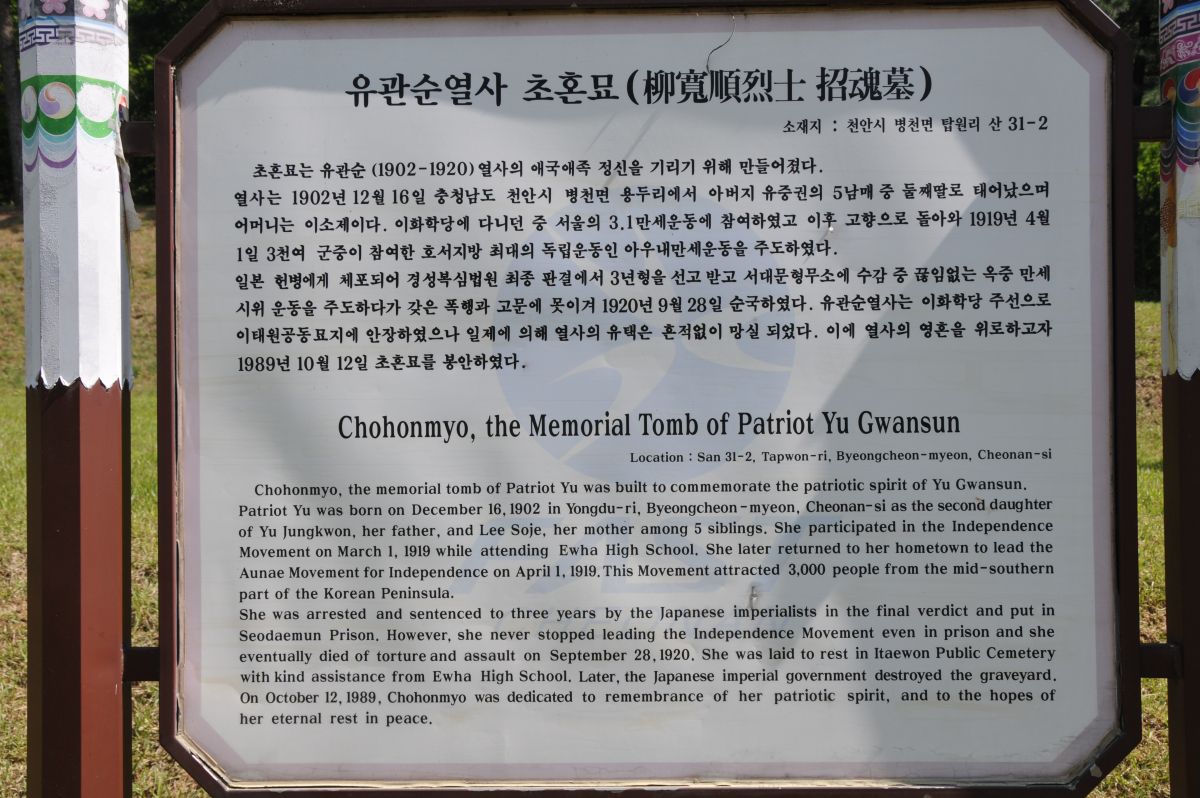 유관순열사 초혼묘 (柳寬順烈士 招魂墓)
소재지 : 천안시 병천면 탑원리 산 31-2
초혼묘는 유관순 (1902-1920) 열사의 애국애족 정신을 기리기 위해 만들어졌다.
열사는 1902년 12월 16일 충청남도 천안시 병천면 용두리에서 아버지 유중권의 5남매 중 둘째딸로 태어났으며
어머니는 이소제이다. 이화학당에 다니던 중 서울의 3.1만세운동에 참여하였고 이후 고향으로 돌아와 1919년 4월
1일 3천여 군중이 참여한 호서지방 최대의 독립운동인 아우내만세운동을 주도하였다.
일본 헌병에게 체포되어 경성복심법원 최종 판결에서 3년형을 선고 받고 서대문형무소에 수감 중 끊임없는 옥중 만세
시위 운동을 주도하다가 갖은 폭행과 고문에 못이겨 1920년 9월 28일 순국하였다. 유관순열사는 이화학당 주선으로
이태원공동묘지에 안장하였으나 일제에 의해 열사의 유택은 흔적없이 망실 되었다. 이에 열사의 영혼을 위로하고자
1989년 10월 12일 초혼묘를 봉안하였다.
Chohonmyo, the Memorial Tomb of Patriot Yu Gwansun
Location : San 31-2, Tapwon-ri, Byeongcheon-myeon, Cheonan-si
Chohonmyo, the memorial tomb of Patriot Yu was built to commemorate the patriotic spirit of Yu Gwansun.
Patriot Yu was born on December 16, 1902 in Yongdu-ri, Byeongcheon-myeon, Cheonan-si as the second daughter
of Yu Jungkwon, her father, and Lee Soje, her mother among 5 siblings. She participated in the Independence
Movement on March 1, 1919 while attending Ewha High School. She later returned to her hometown to lead the
Aunae Movement for Independence on April 1, 1919. This Movement attracted 3,000 people from the mid-southern
part of the Korean Peninsula.
She was arrested and sentenced to three years by the Japanese imperialists in the final verdict and put in
Seodaemun Prison. However, she never stopped leading the Independence Movement even in prison and she
eventually died of torture and assault on September 28, 1920. She was laid to rest in Itaewon Public Cemetery
with kind assistance from Ewha High School. Later, the Japanese imperial government destroyed the graveyard.
On October 12, 1989, Chohonmyo was dedicated to remembrance of her patriotic spirit, and to the hopes of
her eternal rest in peace.